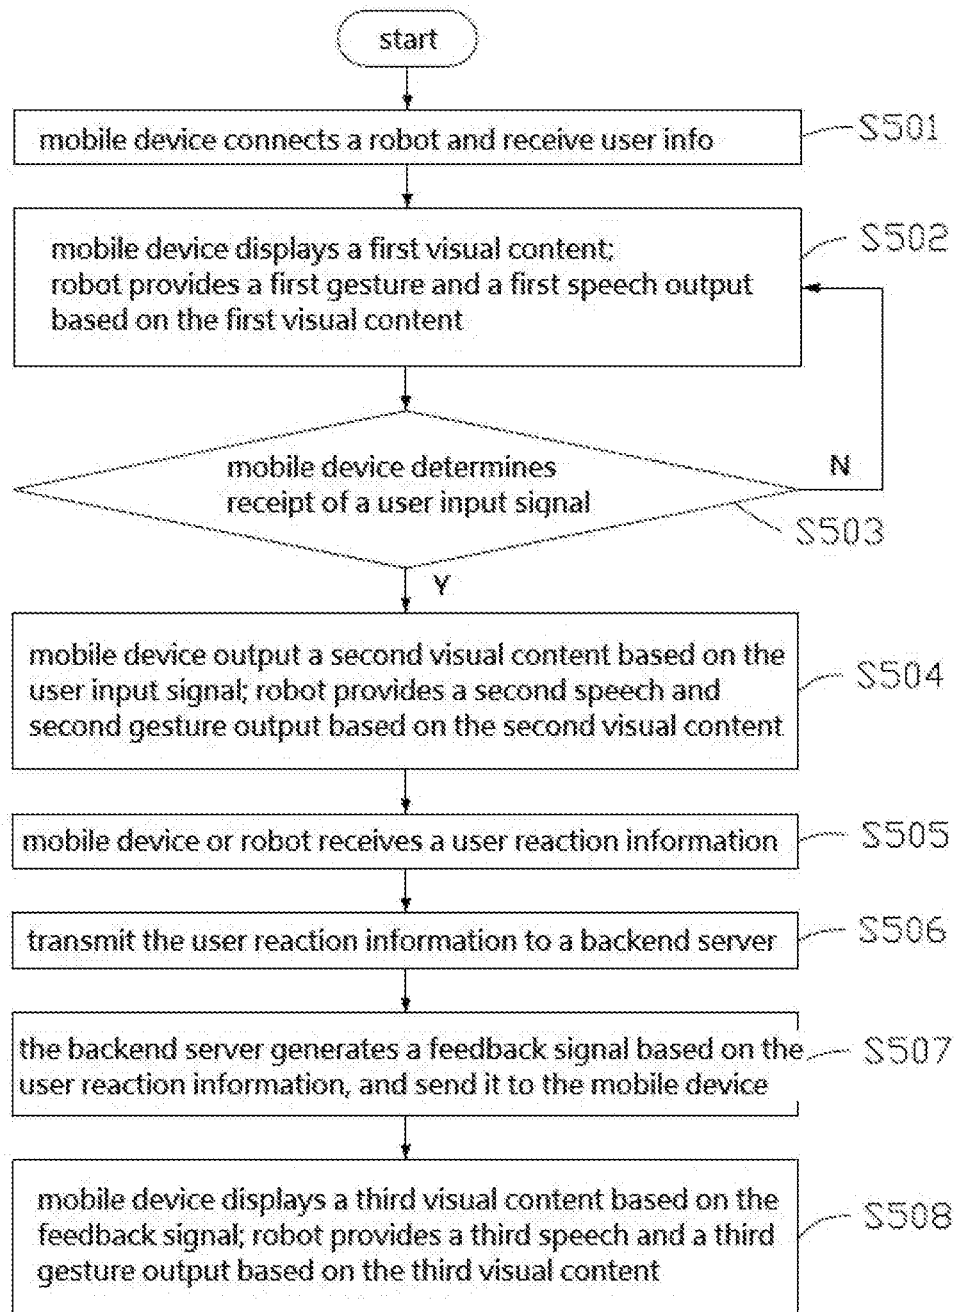 start
mobile device connects a robot and receive user info
S501
mobile device displays a first visual content;
robot provides a first gesture and a first speech output
based on the first visual content
S502
mobile device determines
receipt of a user input signal
N
S503
Y
mobile device output a second visual content based on the
user input signal; robot provides a second speech and
second gesture output based on the second visual content
S504
mobile device or robot receives a user reaction information
S505
transmit the user reaction information to a backend server
S506
the backend server generates a feedback signal based on the
user reaction information, and send it to the mobile device
S507
mobile device displays a third visual content based on the
feedback signal; robot provides a third speech and a third
gesture output based on the third visual content
S508